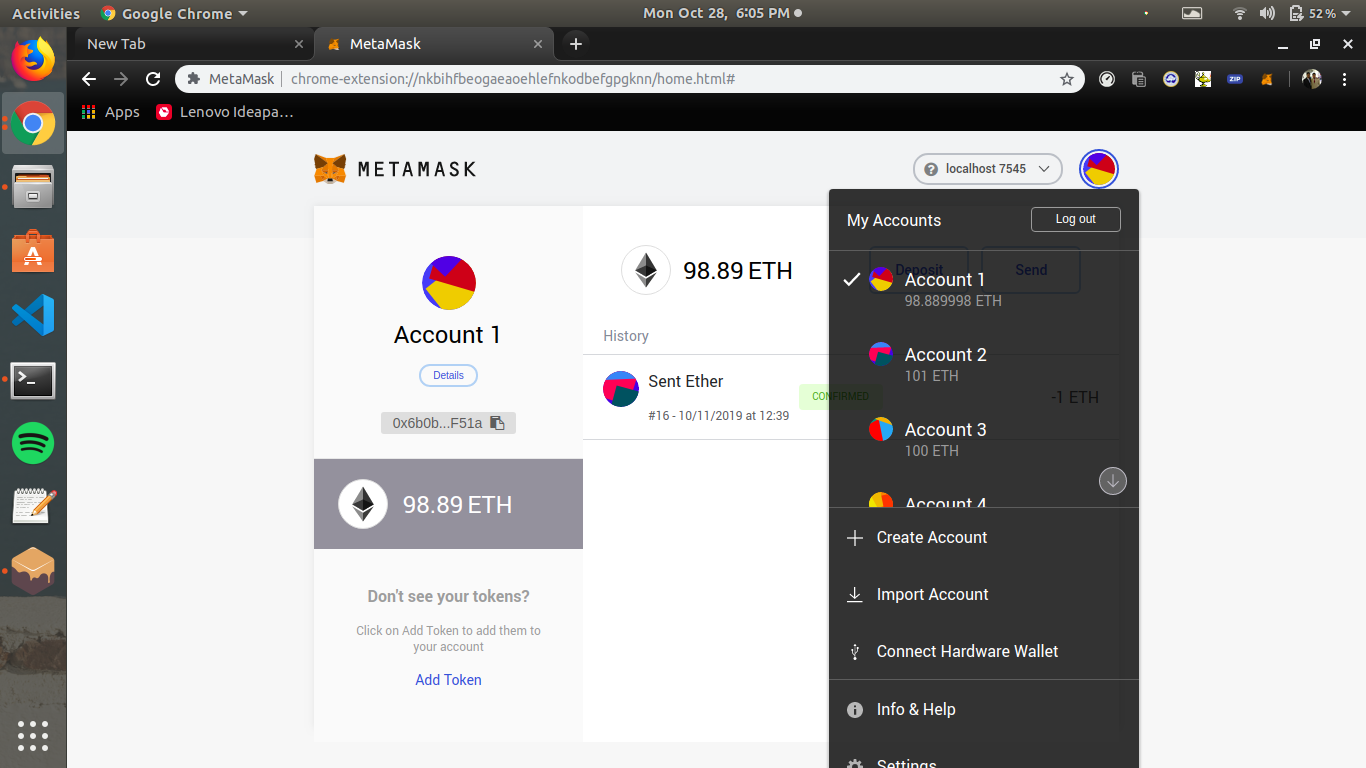 Activities
Google Chrome
Mon Oct 28, 6:05 PM
52 %
New Tab
MetaMask
MetaMask
chrome-extension://nkbihfbeogaeaoehlefnkodbefgpgknn/home.html#
ZIP
Apps
Lenovo Ideapa…
METAMASK
localhost 7545
My Accounts
Log out
Account 1
Details
0x6b0b...F51a
98.89 ETH
Don't see your tokens?
Click on Add Token to add them to
your account
Add Token
98.89 ETH
Deposit
Send
History
Sent Ether
#16 - 10/11/2019 at 12:39
CONFIRMED
-1 ETH
Account 1
98.889998 ETH
Account 2
101 ETH
Account 3
100 ETH
Account 4
Create Account
Import Account
Connect Hardware Wallet
Info & Help
Settings